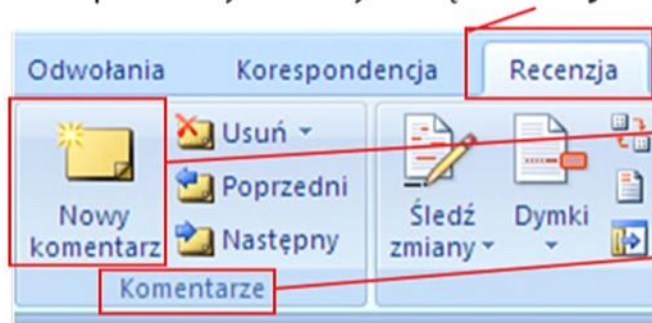 Odwołania Korespondencja Recenzja
Nowy komentarz
Usuń
Poprzedni
Następny
Śledź zmiany
Dymki
Komentarze